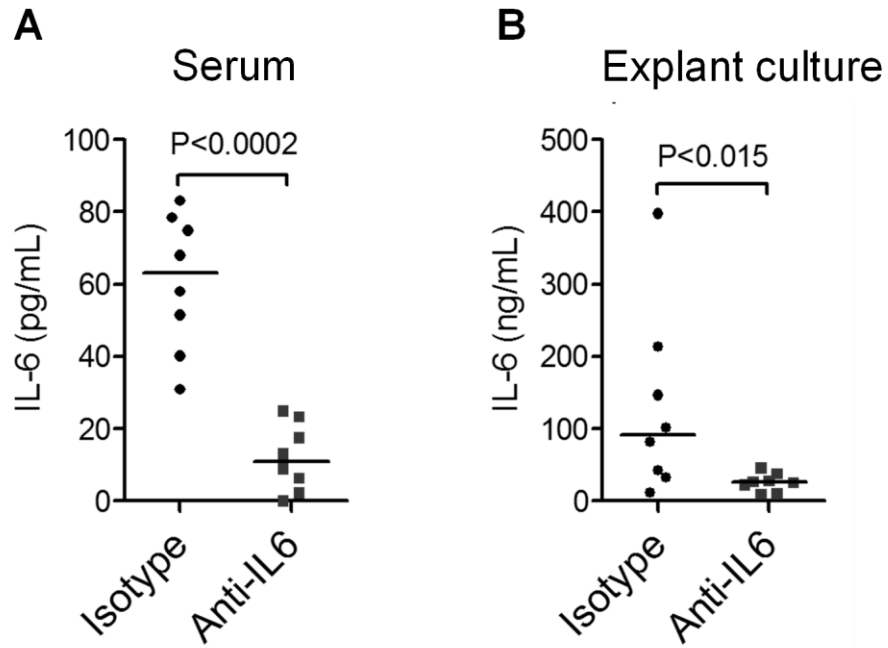 A
Serum
IL-6 (pg/mL)
100
80
60
40
20
0
P<0.0002
Isotype
Anti-IL6
B
Explant culture
IL-6 (ng/mL)
500
400
300
200
100
0
P<0.015
Isotype
Anti-IL6